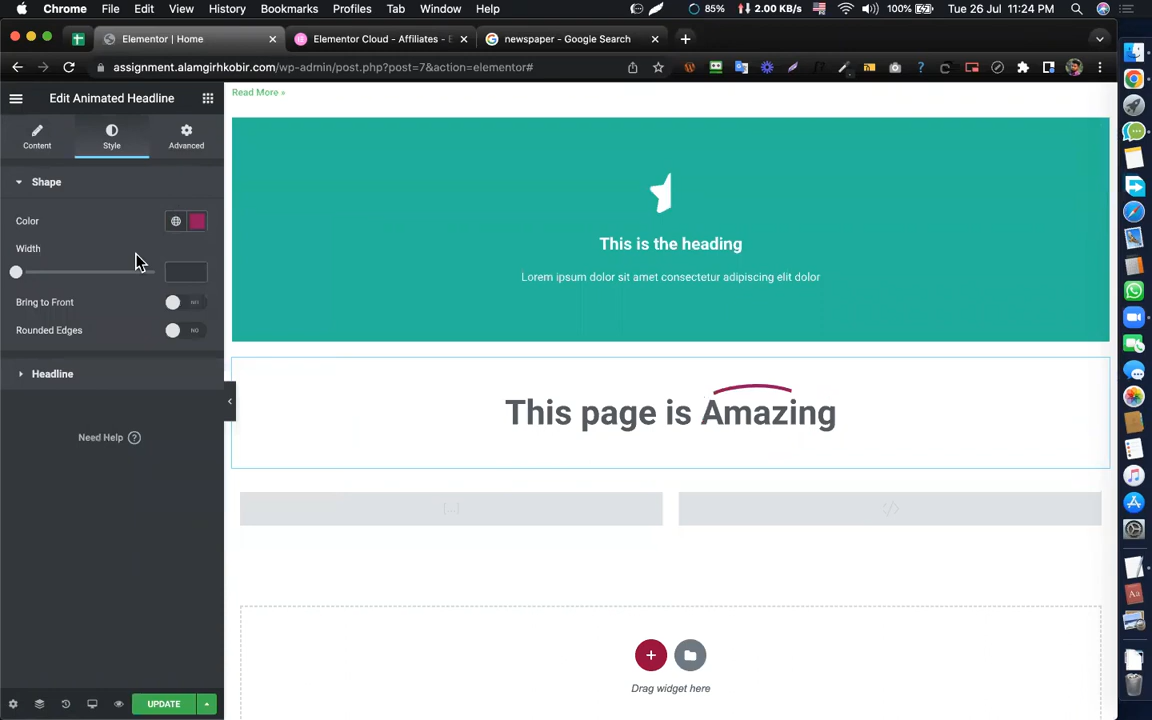 Chrome File Edit View History Bookmarks Profiles Tab Window Help 85% 2.00 KB/s 100% Tue 26 Jul 11:24 PM
Elementor | Home
Elementor Cloud - Affiliates - E
newspaper - Google Search
assignment.alamgirhkobir.com/wp-admin/post.php?post=7&action=elementor#
Edit Animated Headline
Read More »
Content Style Advanced
Shape
Color
Width
Bring to Front NO
Rounded Edges NO
Headline
Need Help ?
UPDATE
This is the heading
Lorem ipsum dolor sit amet consectetur adipiscing elit dolor
This page is Amazing
[...] </>
Drag widget here